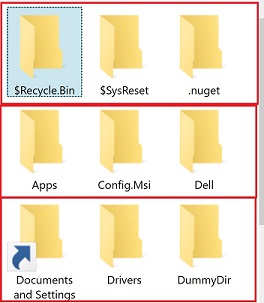 $Recycle.Bin $SysReset .nuget
Apps Config.Msi Dell
Documents Drivers DummyDir
and Settings